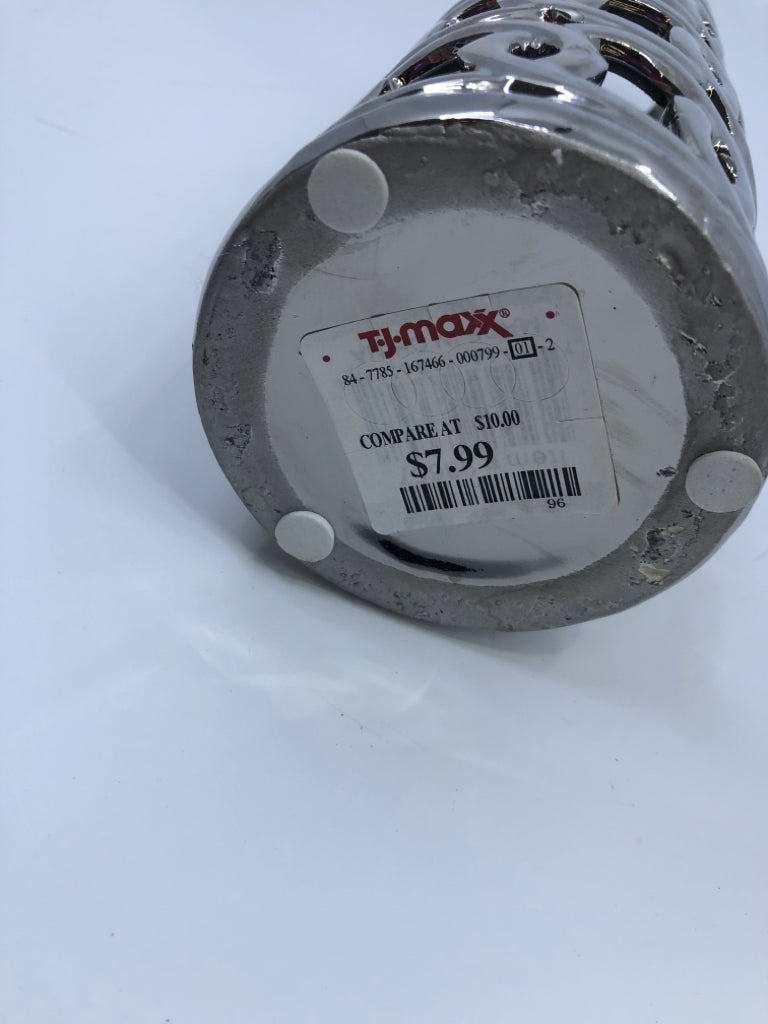 T·J·maxx®
84 - 7785 - 167466 - 000799 - 01 - 2
COMPARE AT $10.00
$7.99
96